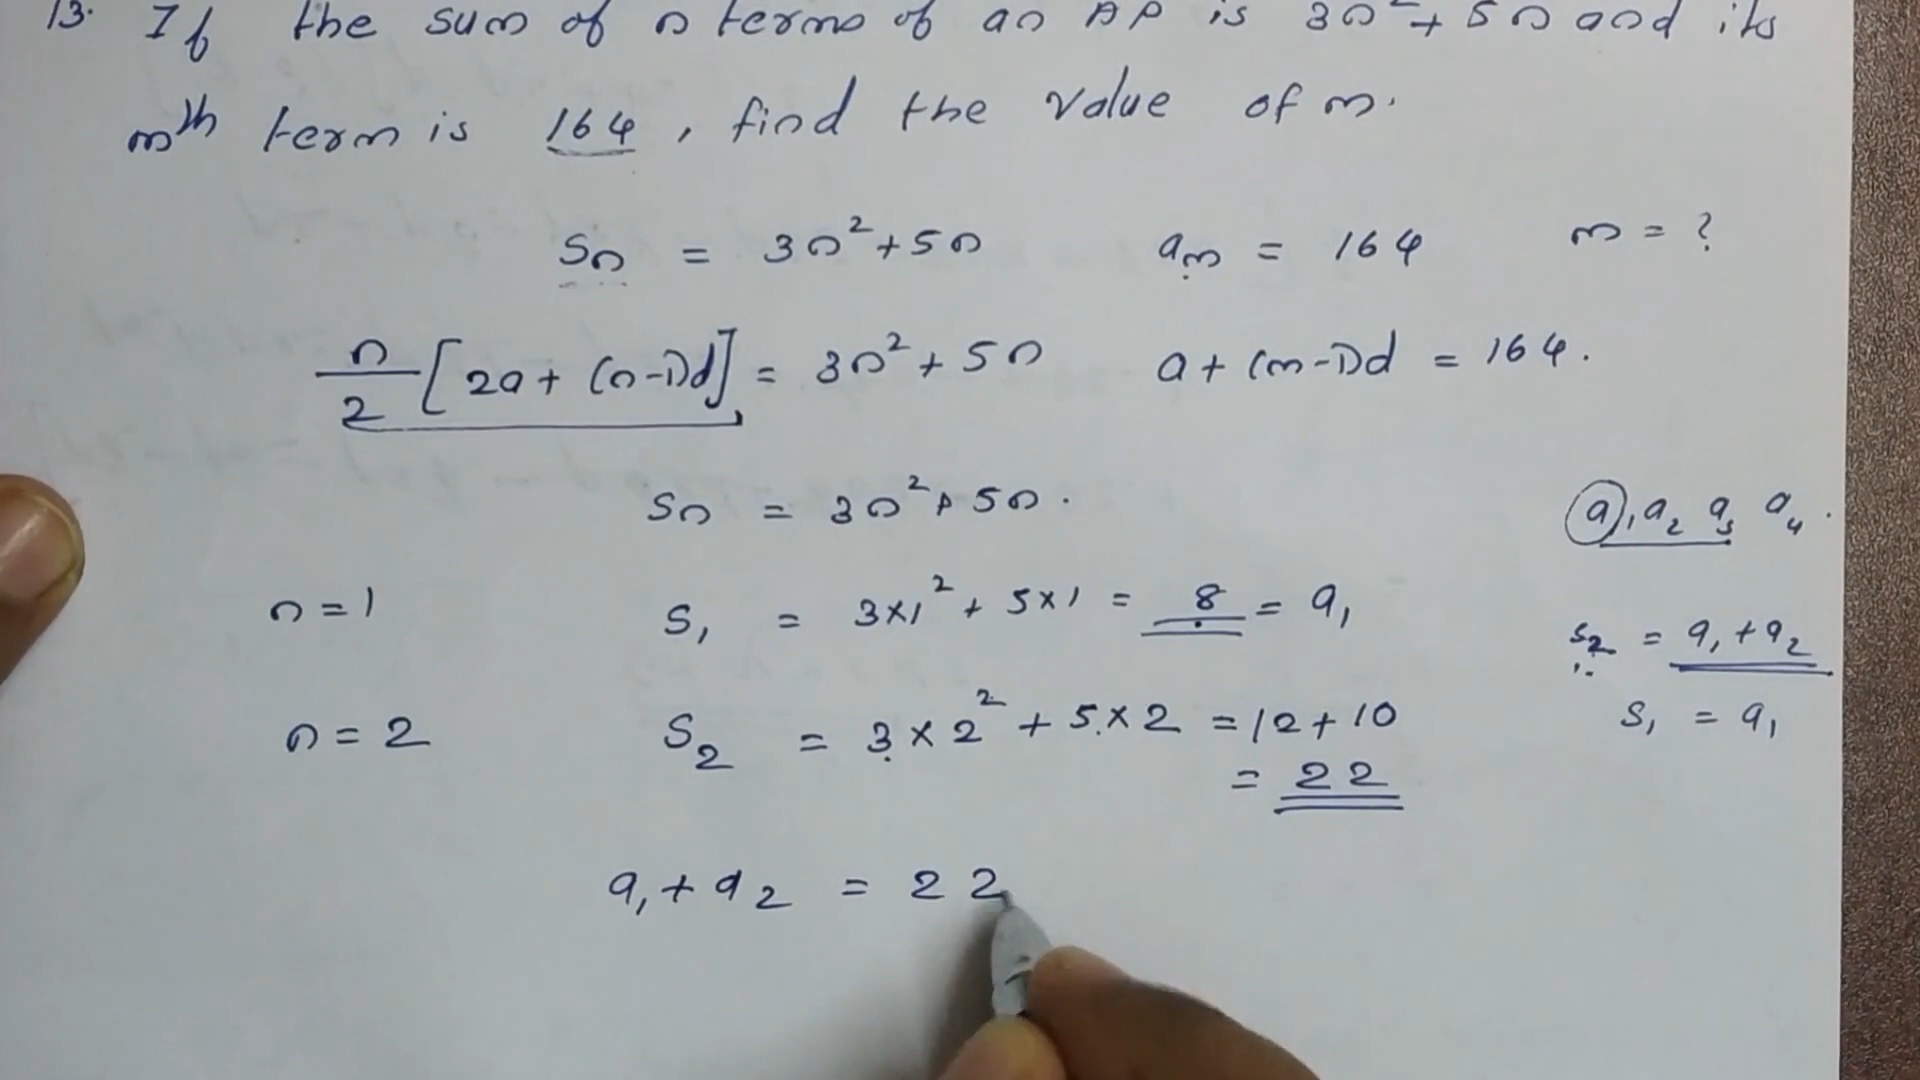 13. If the sum of n terms of an AP is 3n² + 5n and its
mth term is 164, find the value of m.
Sn = 3n² + 5n am = 164 m = ?
n/2 [2a + (n-1)d] = 3n² + 5n a + (m-1)d = 164.
Sn = 3n² + 5n. a₁, a₂ a₃ a₄.
n = 1 S₁ = 3×1² + 5×1 = 8 = a₁
S₂ = a₁ + a₂
n = 2 S₂ = 3 × 2² + 5 × 2 = 12 + 10 S₁ = a₁
= 22
a₁ + a₂ = 22